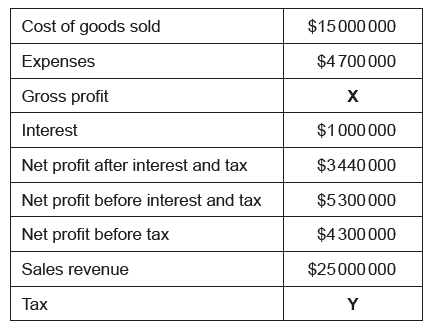 Cost of goods sold $15 000 000
Expenses $4 700 000
Gross profit X
Interest $1 000 000
Net profit after interest and tax $3 440 000
Net profit before interest and tax $5 300 000
Net profit before tax $4 300 000
Sales revenue $25 000 000
Tax Y